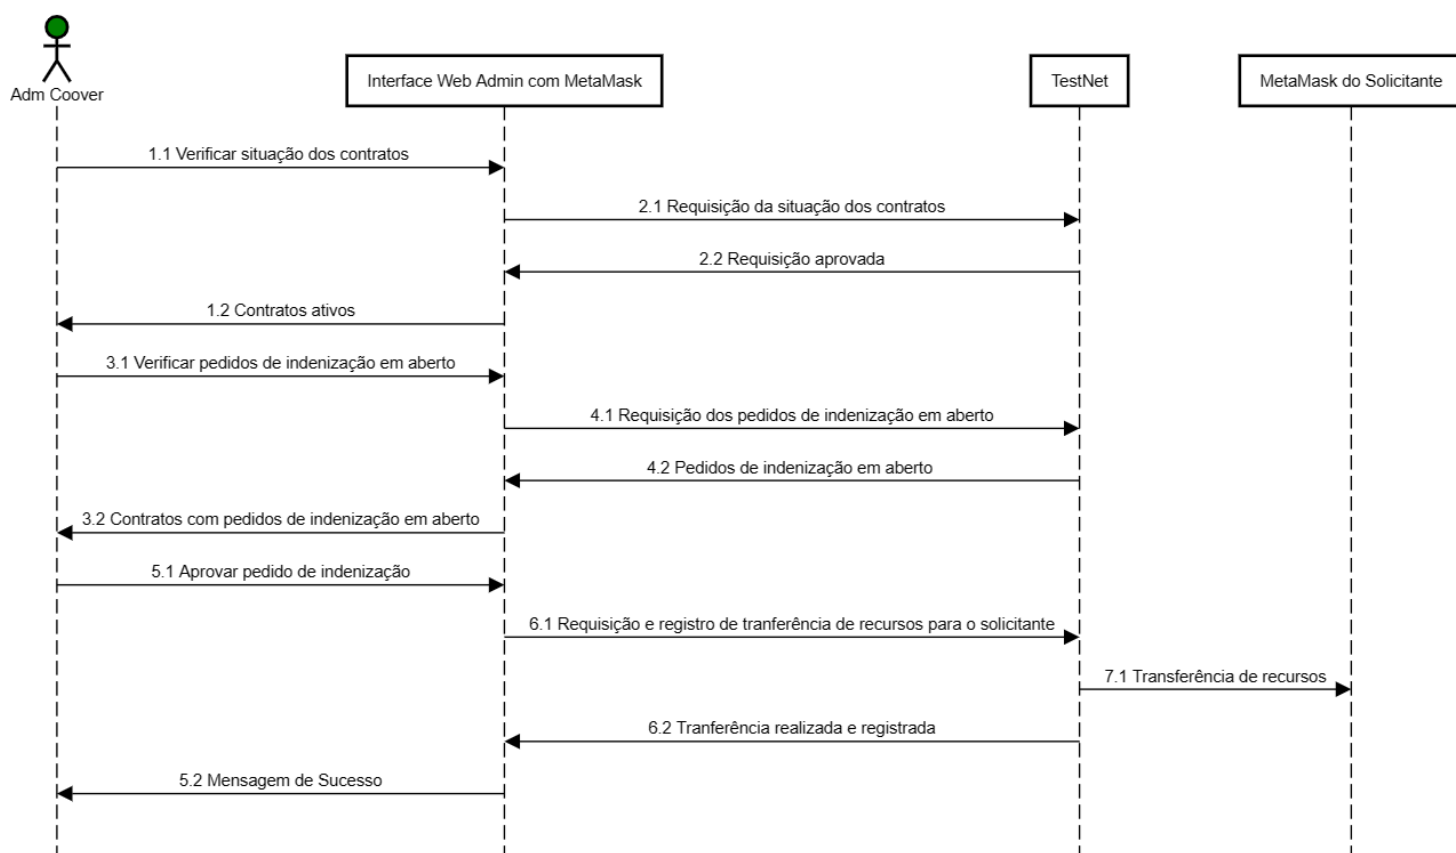 Adm Coover
Interface Web Admin com MetaMask
TestNet
MetaMask do Solicitante
1.1 Verificar situação dos contratos
2.1 Requisição da situação dos contratos
2.2 Requisição aprovada
1.2 Contratos ativos
3.1 Verificar pedidos de indenização em aberto
4.1 Requisição dos pedidos de indenização em aberto
4.2 Pedidos de indenização em aberto
3.2 Contratos com pedidos de indenização em aberto
5.1 Aprovar pedido de indenização
6.1 Requisição e registro de tranferência de recursos para o solicitante
7.1 Transferência de recursos
6.2 Tranferência realizada e registrada
5.2 Mensagem de Sucesso